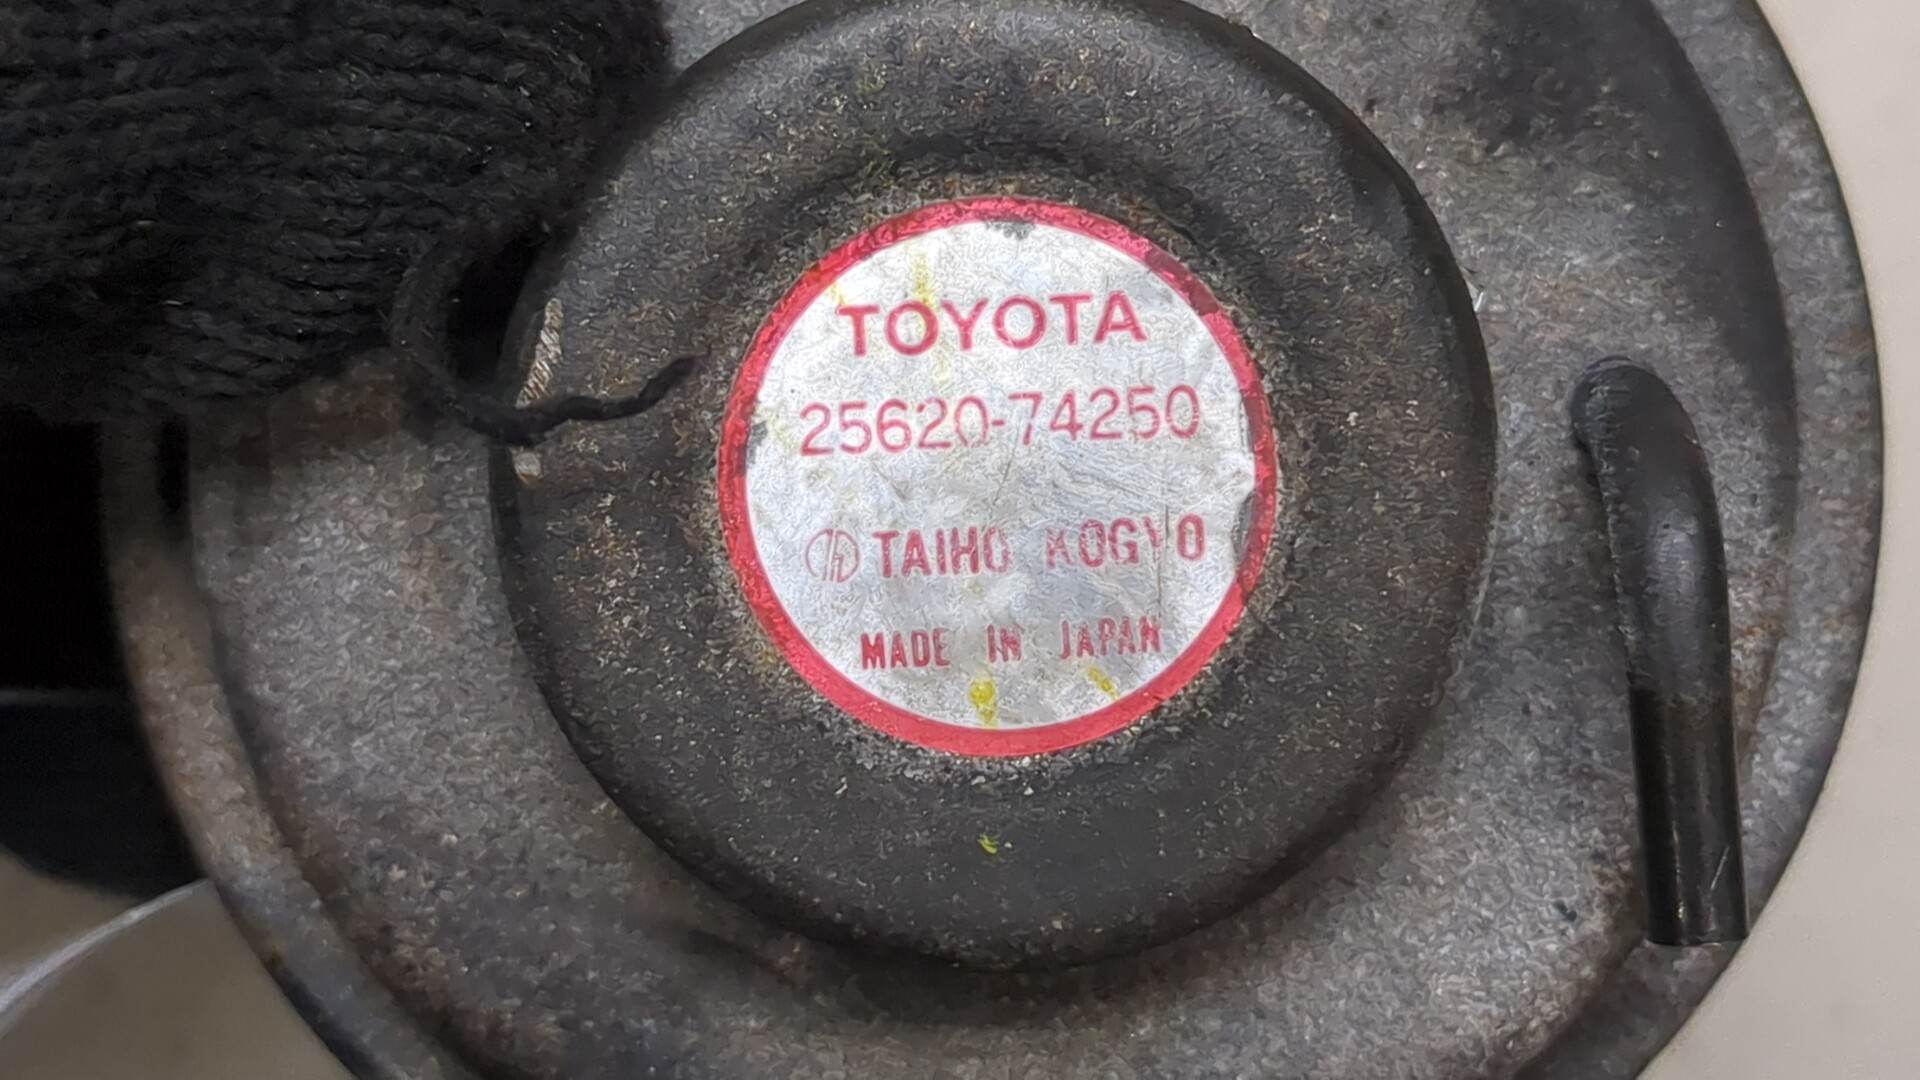 TOYOTA
25620-74250
TAIHO KOGYO
MADE IN JAPAN